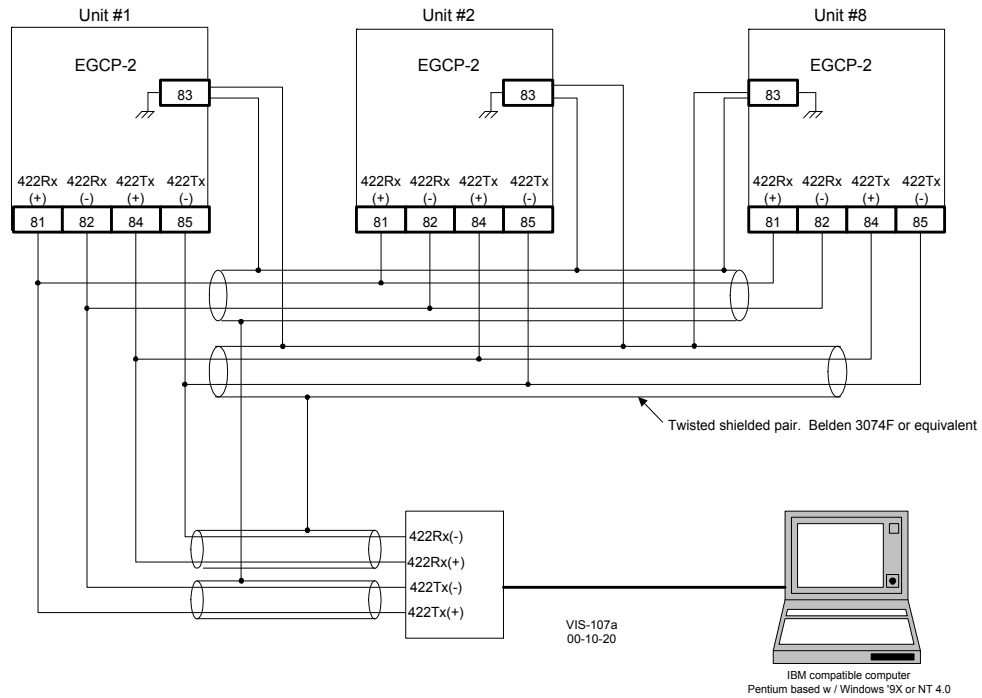 Unit #1 Unit #2 Unit #8
EGCP-2 EGCP-2 EGCP-2
83 83 83
422Rx 422Rx 422Tx 422Tx 422Rx 422Rx 422Tx 422Tx 422Rx 422Rx 422Tx 422Tx
(+) (-) (+) (-) (+) (-) (+) (-) (+) (-) (+) (-)
81 82 84 85 81 82 84 85 81 82 84 85
Twisted shielded pair. Belden 3074F or equivalent
422Rx(-)
422Rx(+)
422Tx(-)
422Tx(+)
VIS-107a
00-10-20
IBM compatible computer
Pentium based w / Windows '9X or NT 4.0